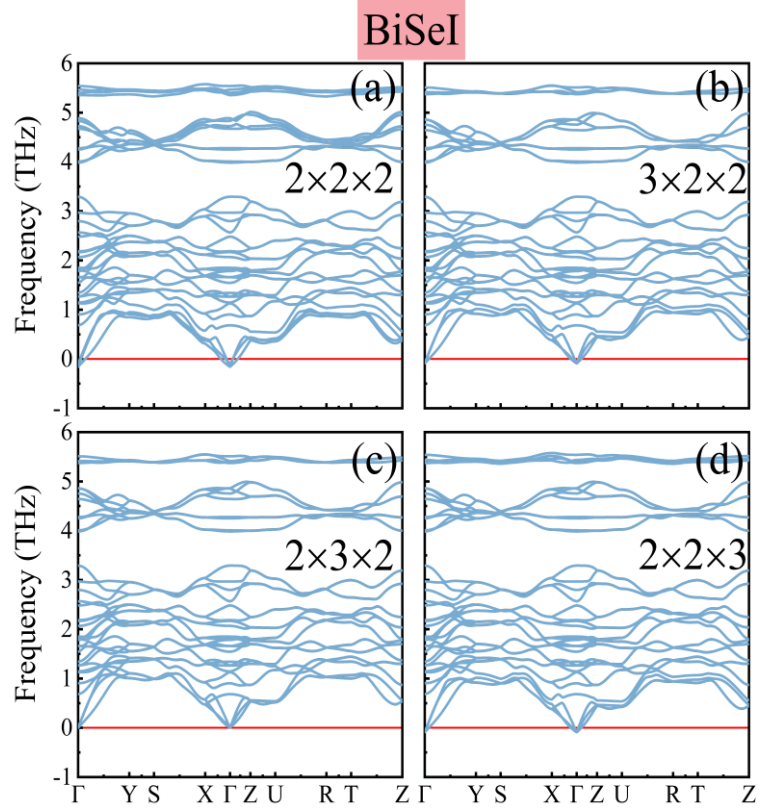 BiSeI
6
5
4
3
2
1
0
-1
Frequency (THz)
(a)
2×2×2
(b)
3×2×2
6
5
4
3
2
1
0
-1
Frequency (THz)
(c)
2×3×2
(d)
2×2×3
Γ Y S X Γ Z U R T Z
Γ Y S X Γ Z U R T Z